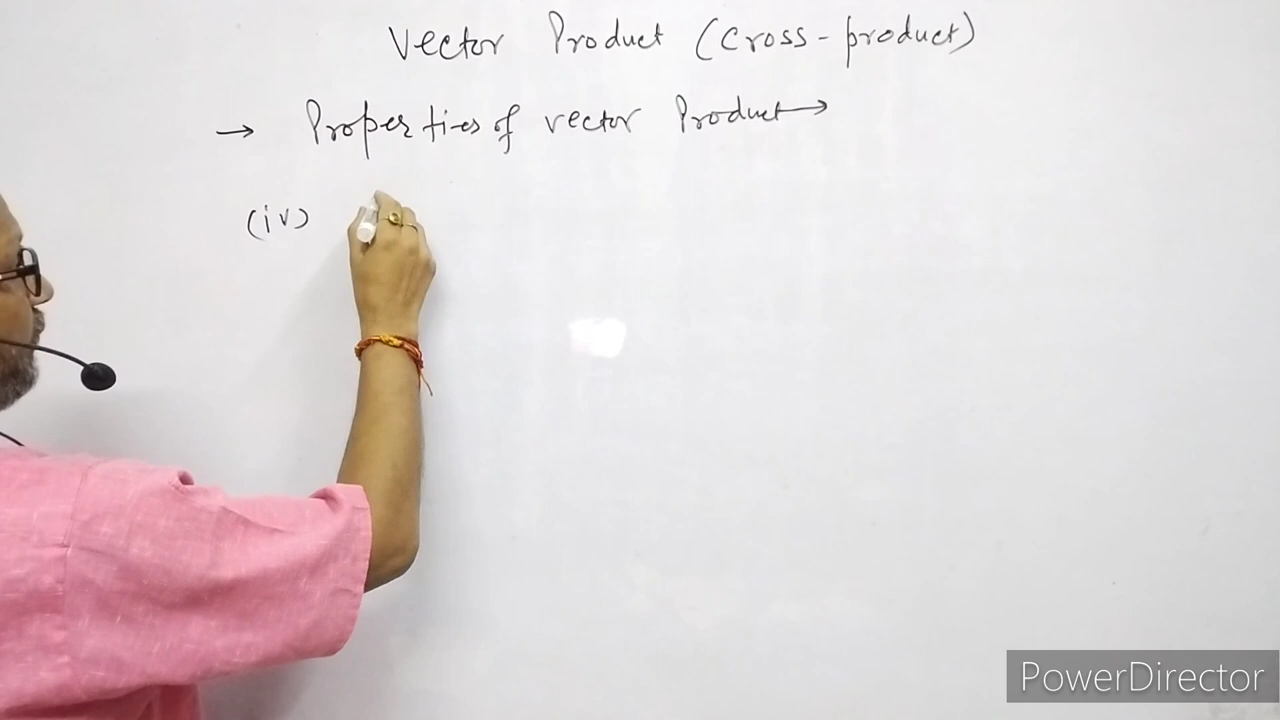 Vector Product (Cross-product)
→ Properties of vector Product→
(iv)
PowerDirector